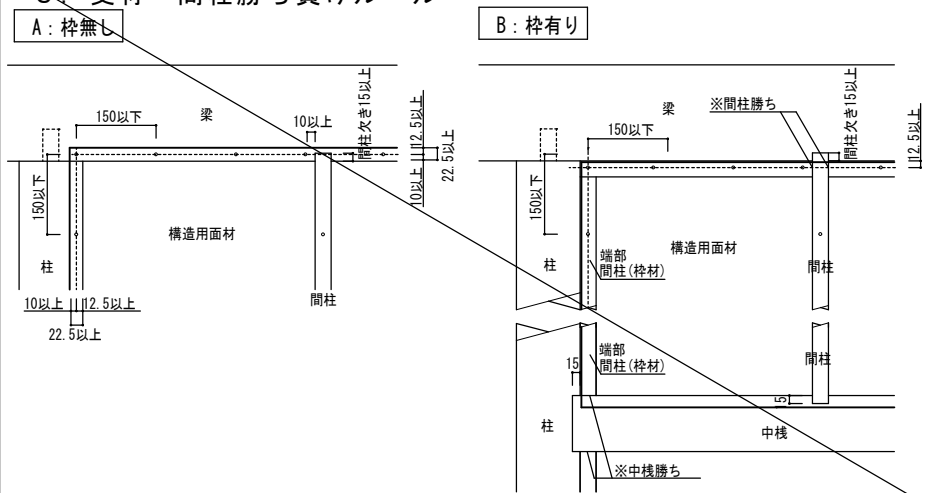 A：枠無し
B：枠有り
150以下
梁
10以上
間柱欠き15以上
12.5以上
10以上
22.5以上
150以下
構造用面材
柱
間柱
10以上
12.5以上
22.5以上
梁
※間柱勝ち
間柱欠き15以上
12.5以上
150以下
150以下
構造用面材
柱
端部
間柱(枠材)
間柱
端部
間柱(枠材)
間柱
15
15
柱
中桟
※中桟勝ち